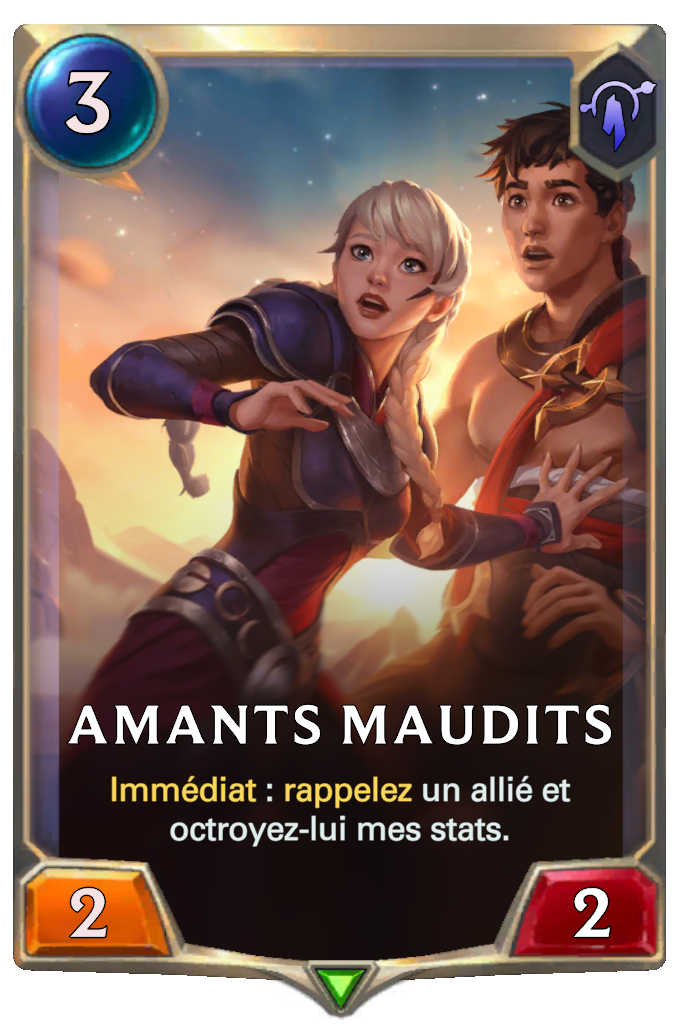 3
AMANTS MAUDITS
Immédiat : rappelez un allié et
octroyez-lui mes stats.
2
2